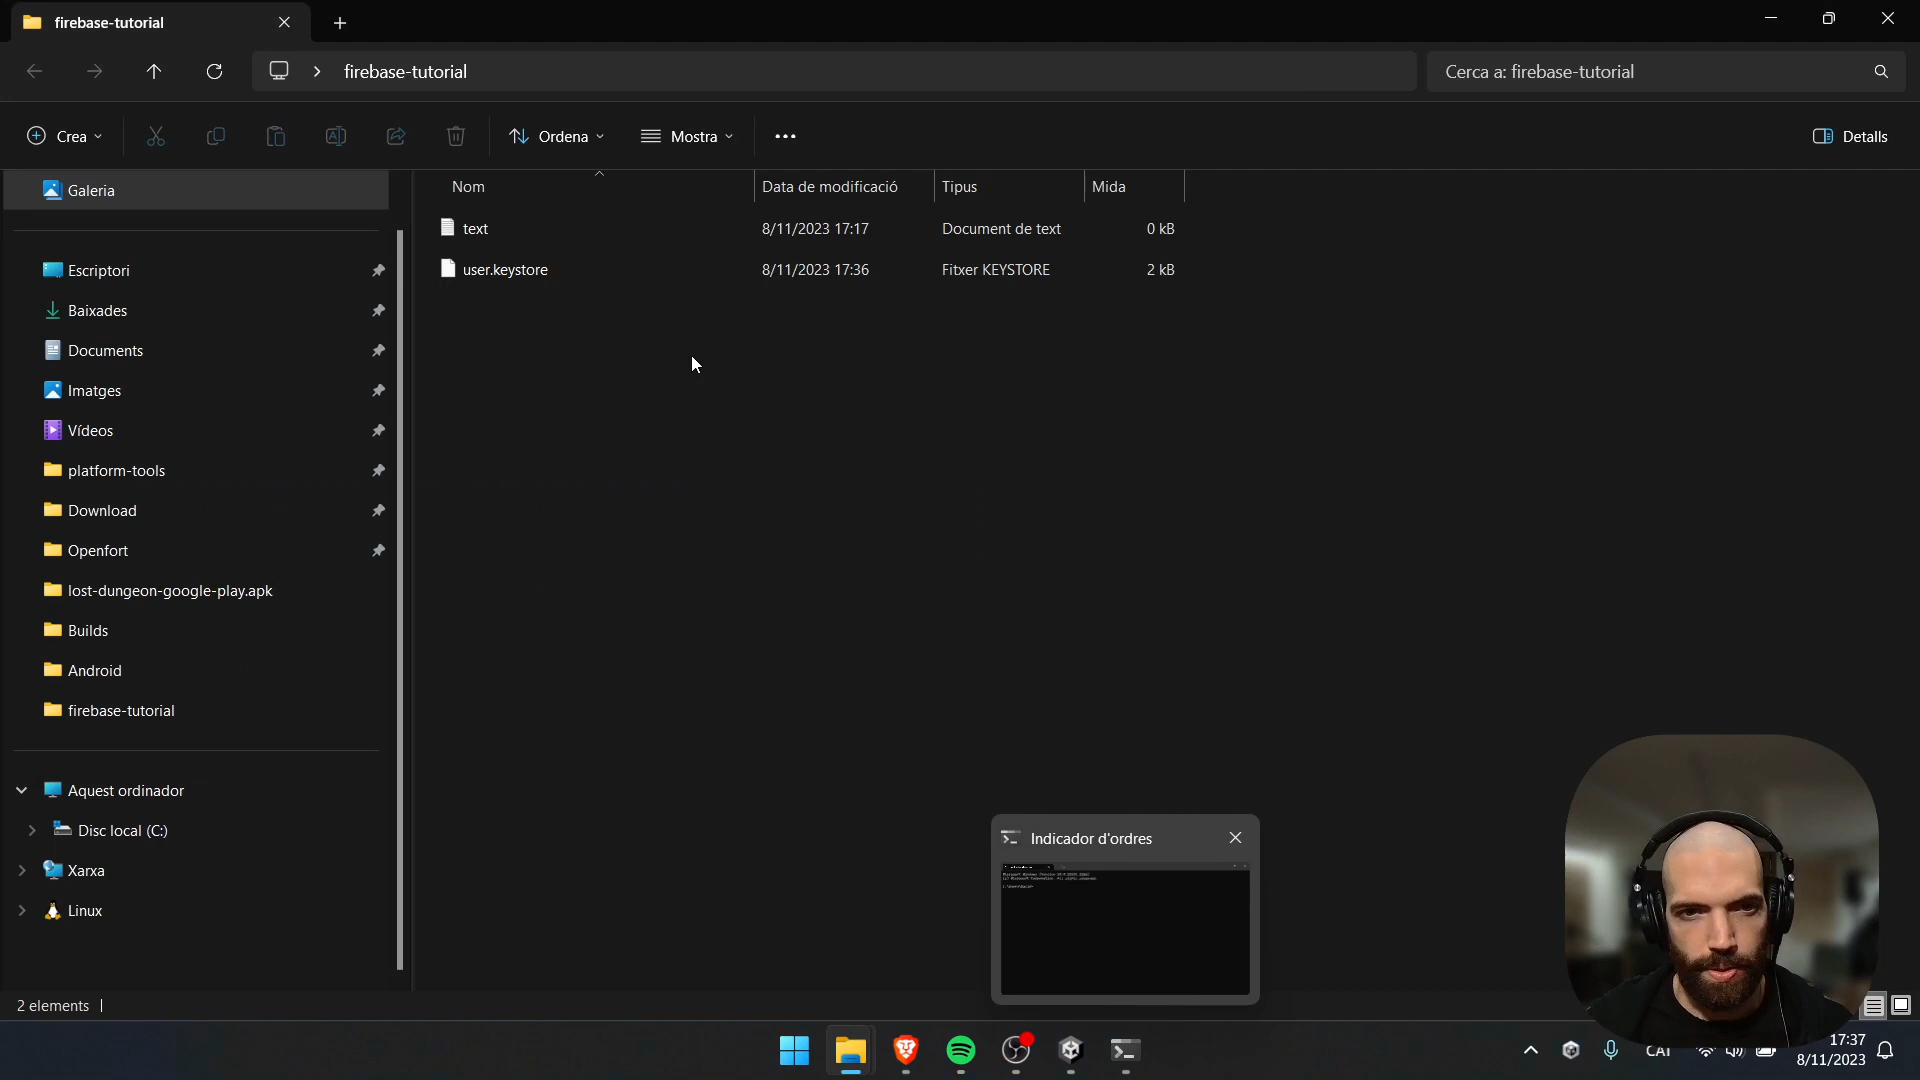 firebase-tutorial
firebase-tutorial
Cerca a: firebase-tutorial
Crea
Ordena
Mostra
Detalls
Galeria
Nom
Data de modificació
Tipus
Mida
text
8/11/2023 17:17
Document de text
0 kB
user.keystore
8/11/2023 17:36
Fitxer KEYSTORE
2 kB
Escriptori
Baixades
Documents
Imatges
Vídeos
platform-tools
Download
Openfort
lost-dungeon-google-play.apk
Builds
Android
firebase-tutorial
Aquest ordinador
Disc local (C:)
Xarxa
Linux
Indicador d'ordres
2 elements
CAT
17:37
8/11/2023